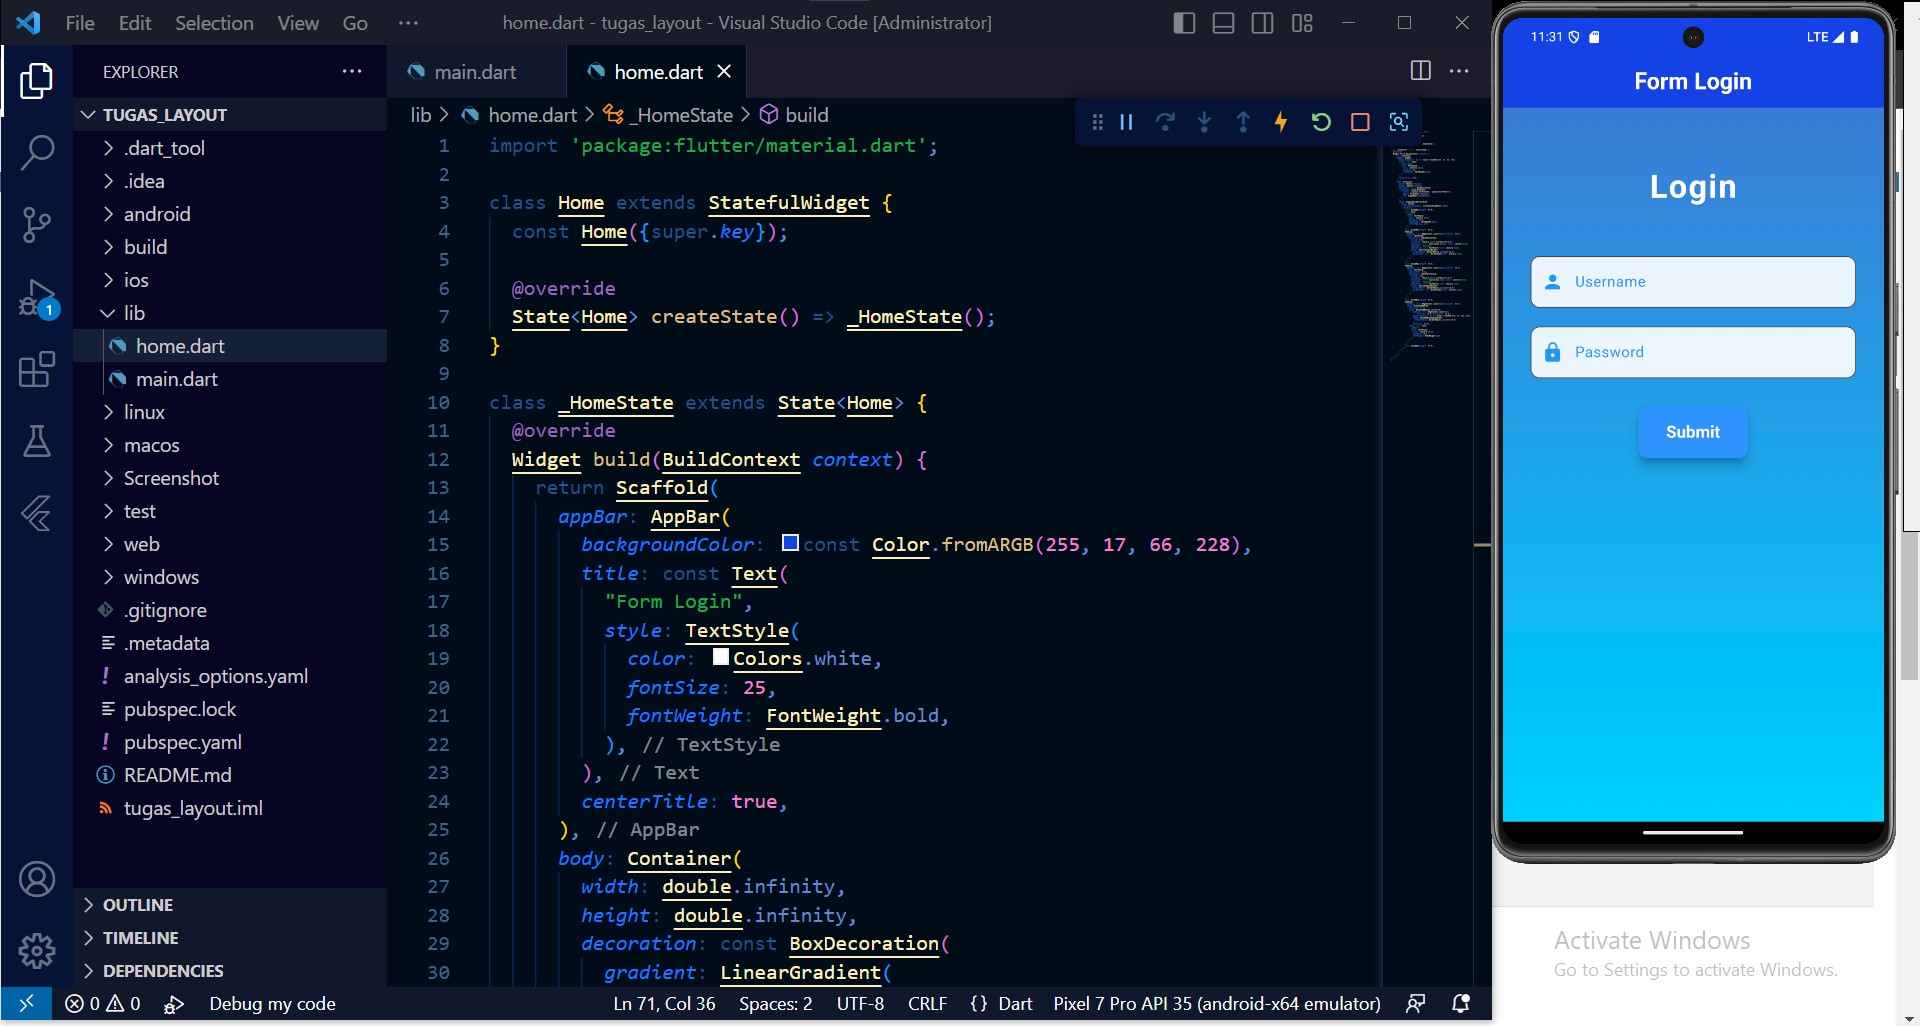 File Edit Selection View Go ··· home.dart - tugas_layout - Visual Studio Code [Administrator]
EXPLORER ···
TUGAS_LAYOUT
.dart_tool
.idea
android
build
ios
lib
home.dart
main.dart
linux
macos
Screenshot
test
web
windows
.gitignore
.metadata
analysis_options.yaml
pubspec.lock
pubspec.yaml
README.md
tugas_layout.iml
OUTLINE
TIMELINE
DEPENDENCIES
1
main.dart home.dart
lib > home.dart > _HomeState > build
1 import 'package:flutter/material.dart';
2
3 class Home extends StatefulWidget {
4 const Home({super.key});
5
6 @override
7 State<Home> createState() => _HomeState();
8 }
9
10 class _HomeState extends State<Home> {
11 @override
12 Widget build(BuildContext context) {
13 return Scaffold(
14 appBar: AppBar(
15 backgroundColor: const Color.fromARGB(255, 17, 66, 228),
16 title: const Text(
17 "Form Login",
18 style: TextStyle(
19 color: Colors.white,
20 fontSize: 25,
21 fontWeight: FontWeight.bold,
22 ), // TextStyle
23 ), // Text
24 centerTitle: true,
25 ), // AppBar
26 body: Container(
27 width: double.infinity,
28 height: double.infinity,
29 decoration: const BoxDecoration(
30 gradient: LinearGradient(
0 0 Debug my code Ln 71, Col 36 Spaces: 2 UTF-8 CRLF {} Dart Pixel 7 Pro API 35 (android-x64 emulator)
11:31 LTE
Form Login
Login
Username
Password
Submit
Activate Windows
Go to Settings to activate Windows.